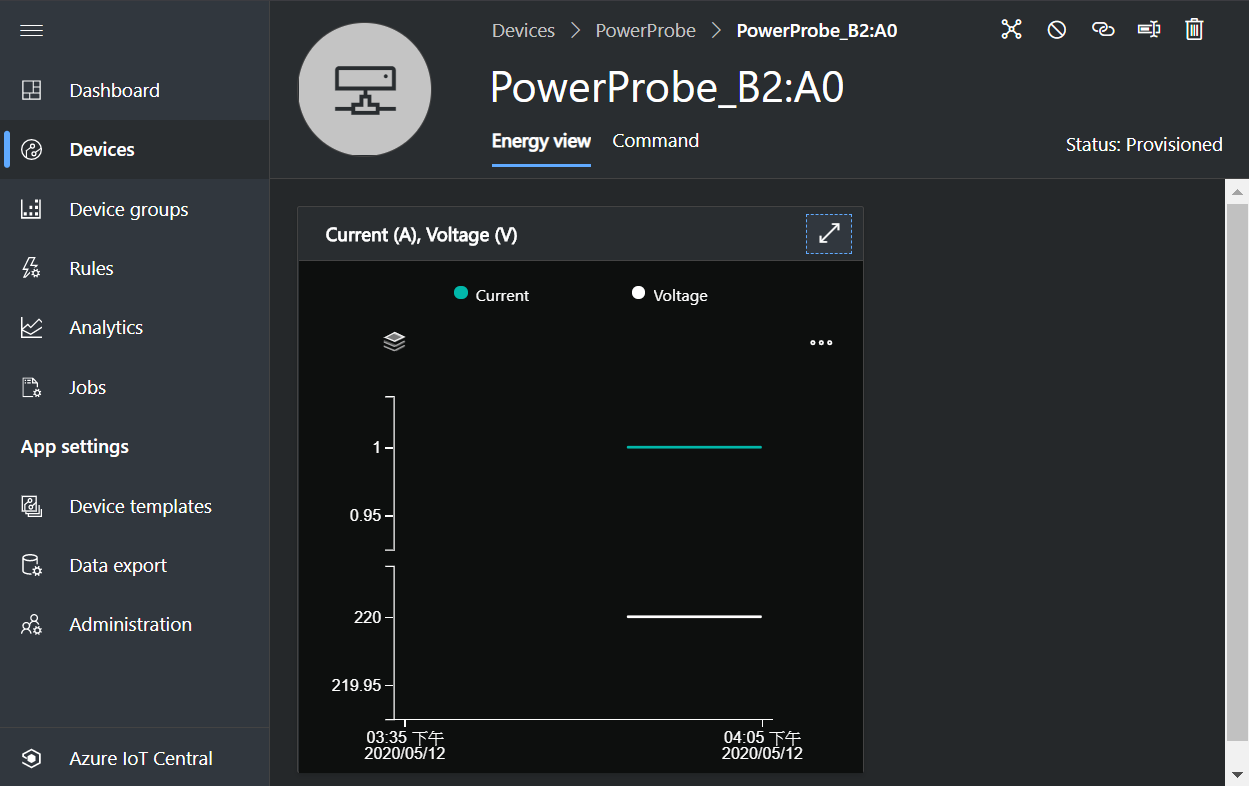 Dashboard
Devices
Device groups
Rules
Analytics
Jobs
App settings
Device templates
Data export
Administration
Azure IoT Central
Devices > PowerProbe > PowerProbe_B2:A0
PowerProbe_B2:A0
Energy view Command
Status: Provisioned
Current (A), Voltage (V)
Current Voltage
1
0.95
220
219.95
03:35 下午 04:05 下午
2020/05/12 2020/05/12